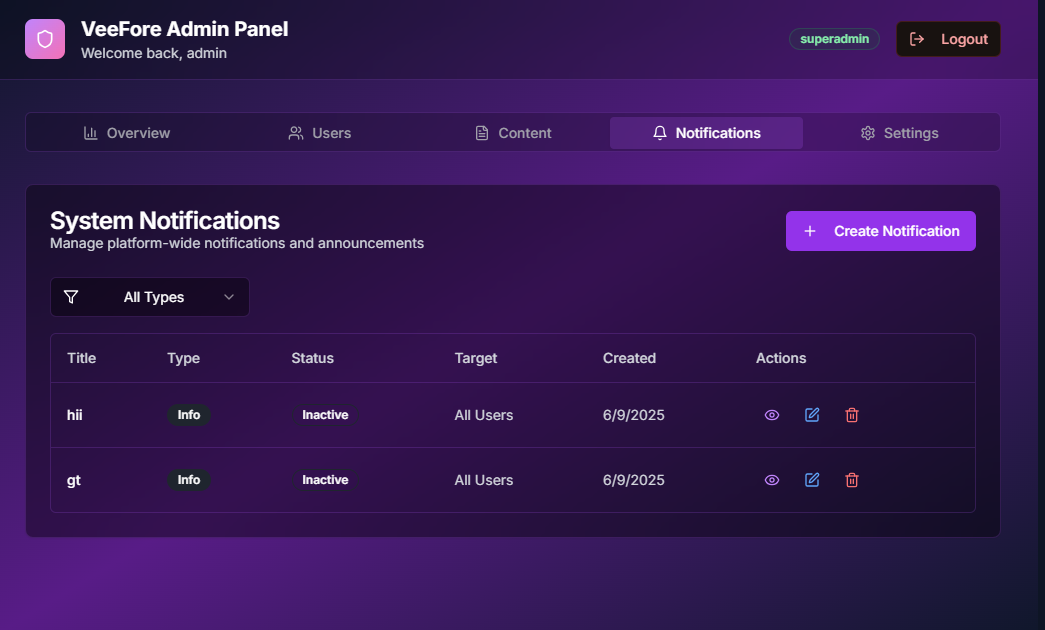 VeeFore Admin Panel
Welcome back, admin
superadmin
Logout
Overview
Users
Content
Notifications
Settings
System Notifications
Manage platform-wide notifications and announcements
Create Notification
All Types
Title Type Status Target Created Actions
hii Info Inactive All Users 6/9/2025
gt Info Inactive All Users 6/9/2025